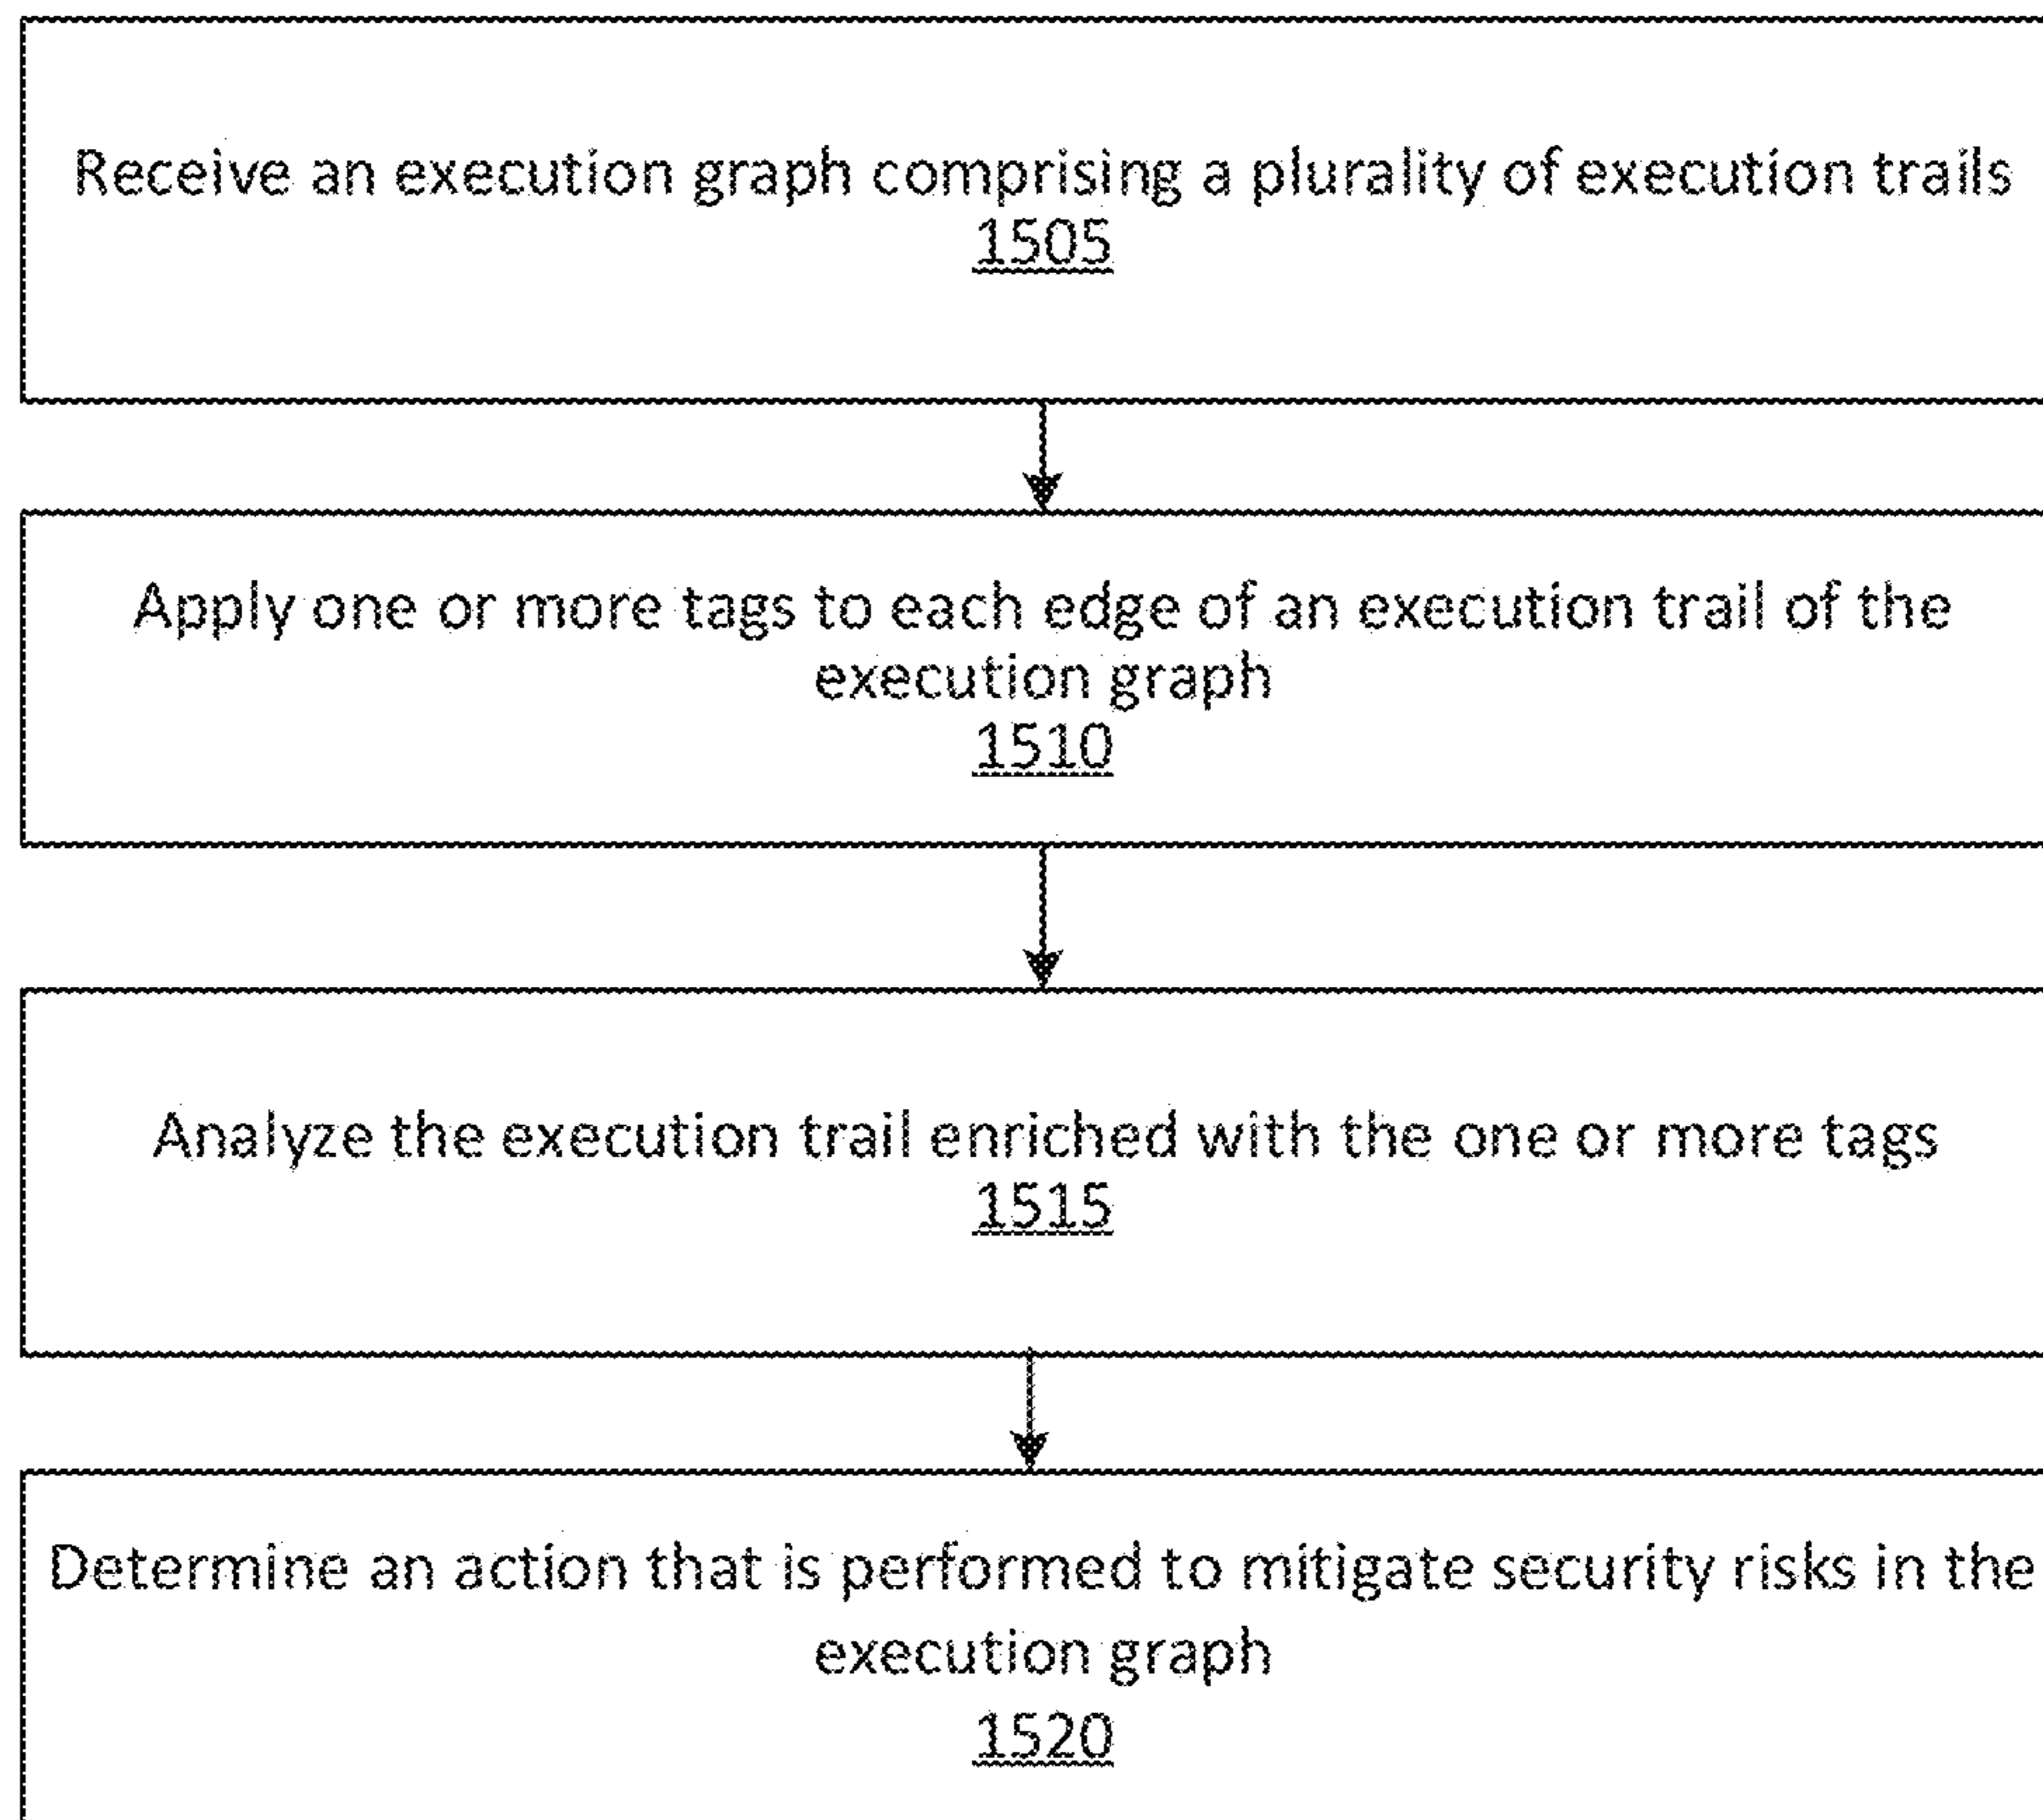 Receive an execution graph comprising a plurality of execution trails
1505
Apply one or more tags to each edge of an execution trail of the
execution graph
1510
Analyze the execution trail enriched with the one or more tags
1515
Determine an action that is performed to mitigate security risks in the
execution graph
1520